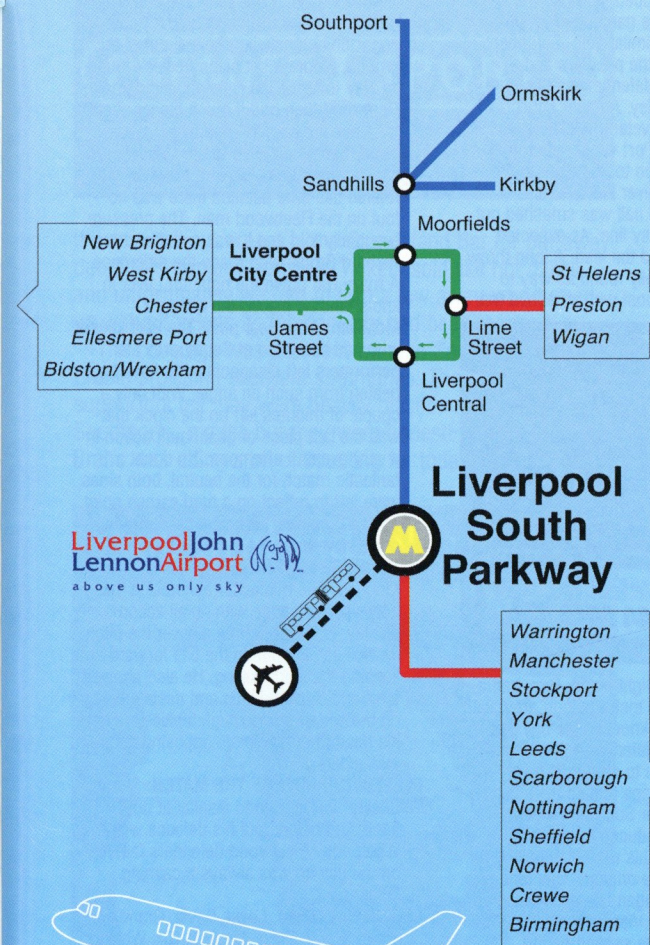 Southport
Ormskirk
Sandhills
Kirkby
Moorfields
New Brighton
West Kirby
Chester
Ellesmere Port
Bidston/Wrexham
Liverpool
City Centre
James
Street
Lime
Street
St Helens
Preston
Wigan
Liverpool
Central
Liverpool
South
Parkway
M
LiverpoolJohn
LennonAirport
above us only sky
Warrington
Manchester
Stockport
York
Leeds
Scarborough
Nottingham
Sheffield
Norwich
Crewe
Birmingham